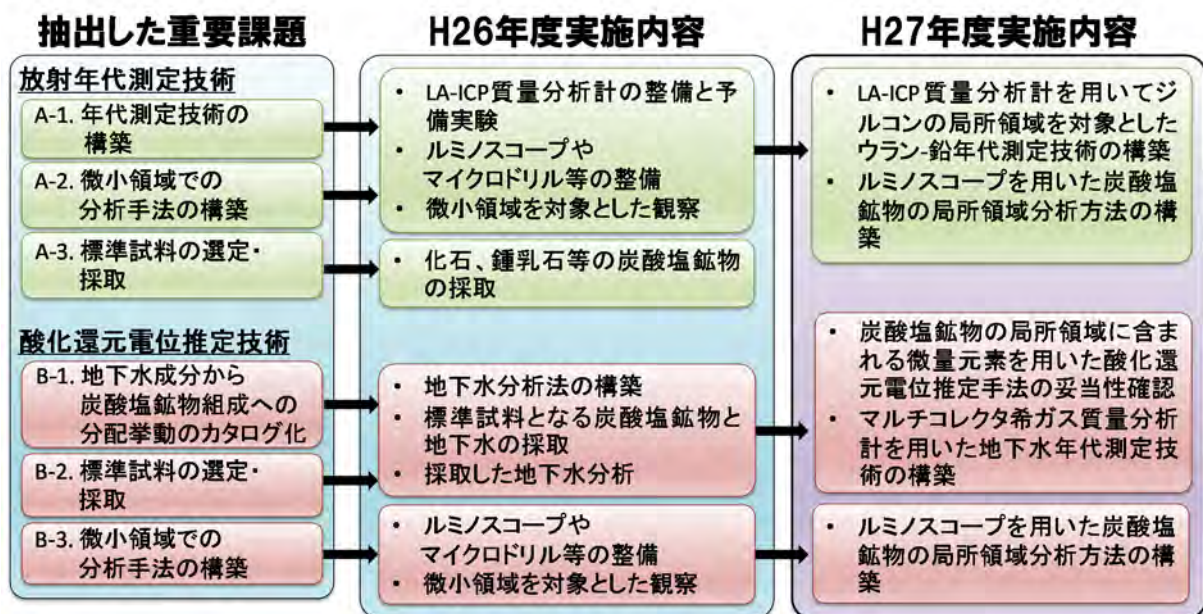 抽出した重要課題
放射年代測定技術
A-1. 年代測定技術の
構築
A-2. 微小領域での
分析手法の構築
A-3. 標準試料の選定・
採取
酸化還元電位推定技術
B-1. 地下水成分から
炭酸塩鉱物組成への
分配挙動のカタログ化
B-2. 標準試料の選定・
採取
B-3. 微小領域での
分析手法の構築
H26年度実施内容
• LA-ICP質量分析計の整備と予
備実験
• ルミノスコープや
マイクロドリル等の整備
• 微小領域を対象とした観察
• 化石、鍾乳石等の炭酸塩鉱物
の採取
• 地下水分析法の構築
• 標準試料となる炭酸塩鉱物と
地下水の採取
• 採取した地下水分析
• ルミノスコープや
マイクロドリル等の整備
• 微小領域を対象とした観察
H27年度実施内容
• LA-ICP質量分析計を用いてジ
ルコンの局所領域を対象とした
ウラン-鉛年代測定技術の構築
• ルミノスコープを用いた炭酸塩
鉱物の局所領域分析方法の構
築
• 炭酸塩鉱物の局所領域に含ま
れる微量元素を用いた酸化還
元電位推定手法の妥当性確認
• マルチコレクタ希ガス質量分析
計を用いた地下水年代測定技
術の構築
• ルミノスコープを用いた炭酸塩
鉱物の局所領域分析方法の構
築